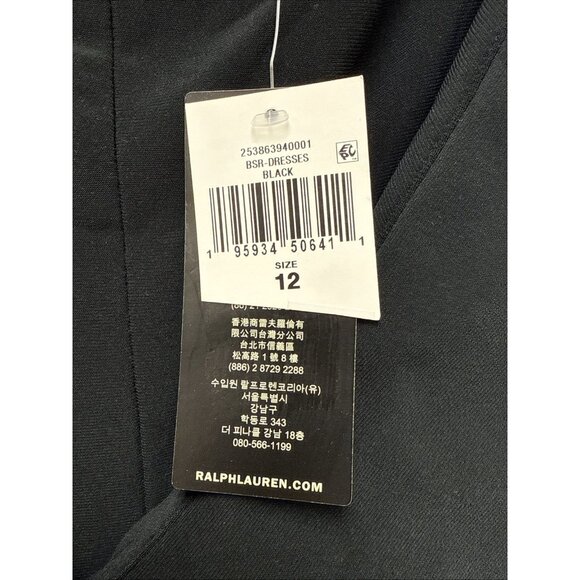 253863940001
BSR-DRESSES
BLACK
EPC
1 95934 50641 1
SIZE
12
香港商雷夫羅倫有
限公司台灣分公司
台北市信義區
松高路1號8樓
(886) 2 8729 2288
수입원 랄프로렌코리아(유)
서울특별시
강남구
학동로 343
더 피나클 강남 18층
080-566-1199
RALPHLAUREN.COM